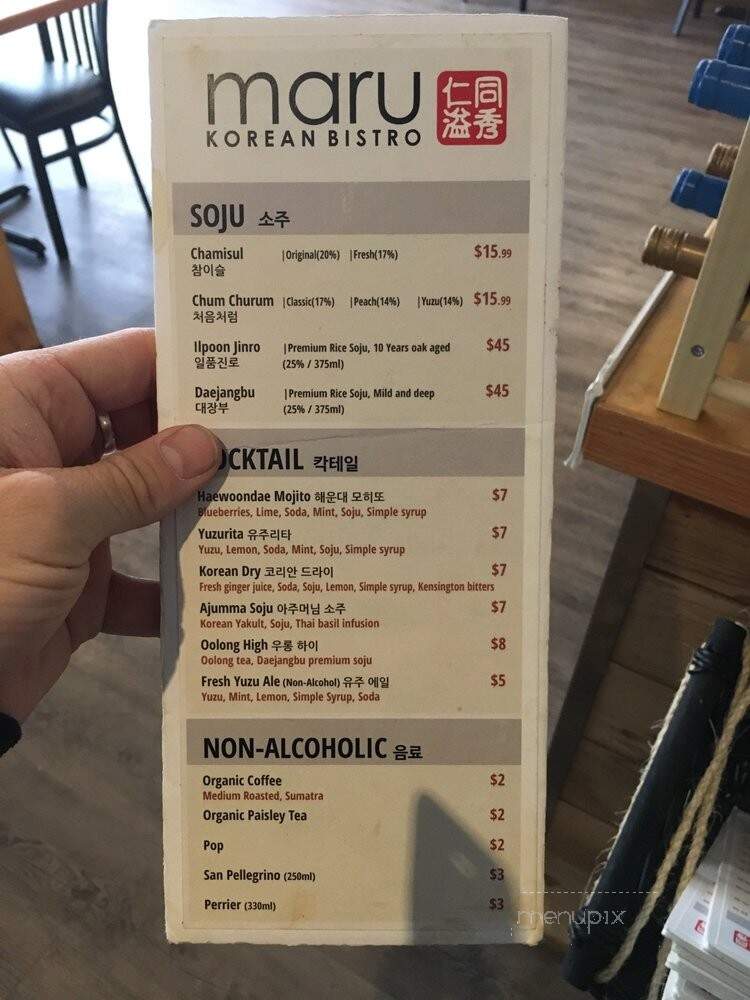 maru
KOREAN BISTRO
仁同
溢秀
SOJU 소주
Chamisul |Original(20%) |Fresh(17%) $15.99
참이슬
Chum Churum |Classic(17%) |Peach(14%) |Yuzu(14%) $15.99
처음처럼
Ilpoon Jinro |Premium Rice Soju, 10 Years oak aged $45
일품진로 (25% / 375ml)
Daejangbu |Premium Rice Soju, Mild and deep $45
대장부 (25% / 375ml)
OCKTAIL 칵테일
Haewoondae Mojito 해운대 모히또 $7
Blueberries, Lime, Soda, Mint, Soju, Simple syrup
Yuzurita 유주리타 $7
Yuzu, Lemon, Soda, Mint, Soju, Simple syrup
Korean Dry 코리안 드라이 $7
Fresh ginger juice, Soda, Soju, Lemon, Simple syrup, Kensington bitters
Ajumma Soju 아주머님 소주 $7
Korean Yakult, Soju, Thai basil infusion
Oolong High 우롱 하이 $8
Oolong tea, Daejangbu premium soju
Fresh Yuzu Ale (Non-Alcohol) 유주 에일 $5
Yuzu, Mint, Lemon, Simple Syrup, Soda
NON-ALCOHOLIC 음료
Organic Coffee $2
Medium Roasted, Sumatra
Organic Paisley Tea $2
Pop $2
San Pellegrino (250ml) $3
Perrier (330ml) $3
menupix